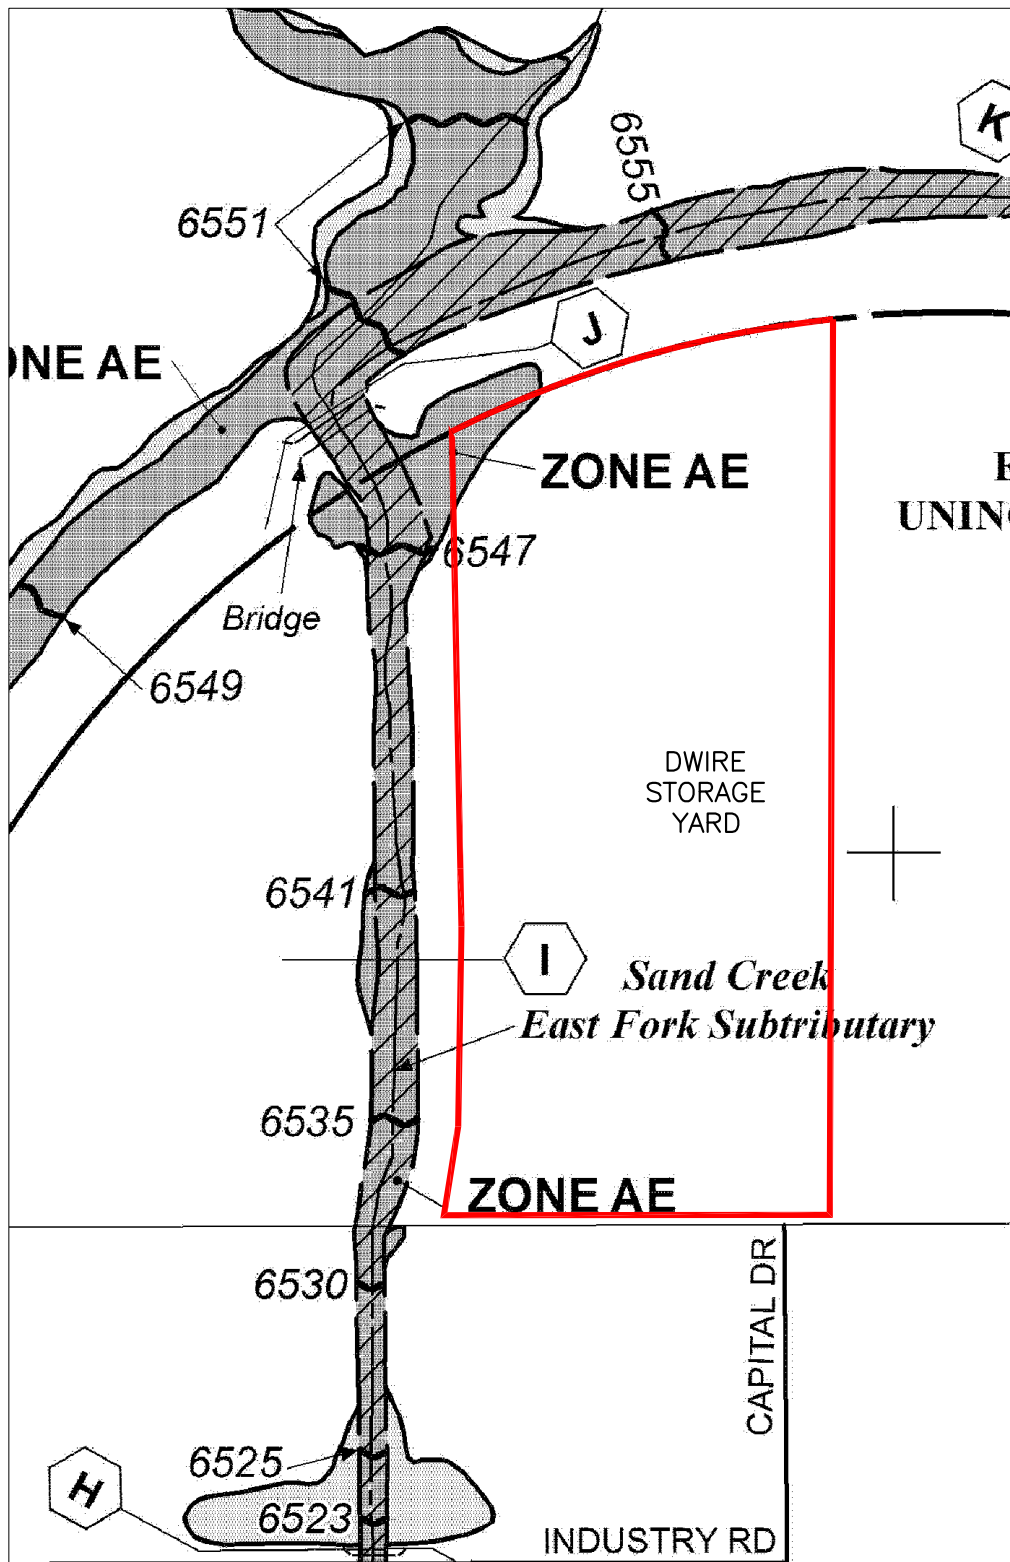 K
6555
6551
J
ONE AE
ZONE AE
E
UNIN
6547
Bridge
6549
DWIRE
STORAGE
YARD
6541
I
Sand Creek
East Fork Subtributary
6535
ZONE AE
6530
CAPITAL DR
6525
H
6523
INDUSTRY RD